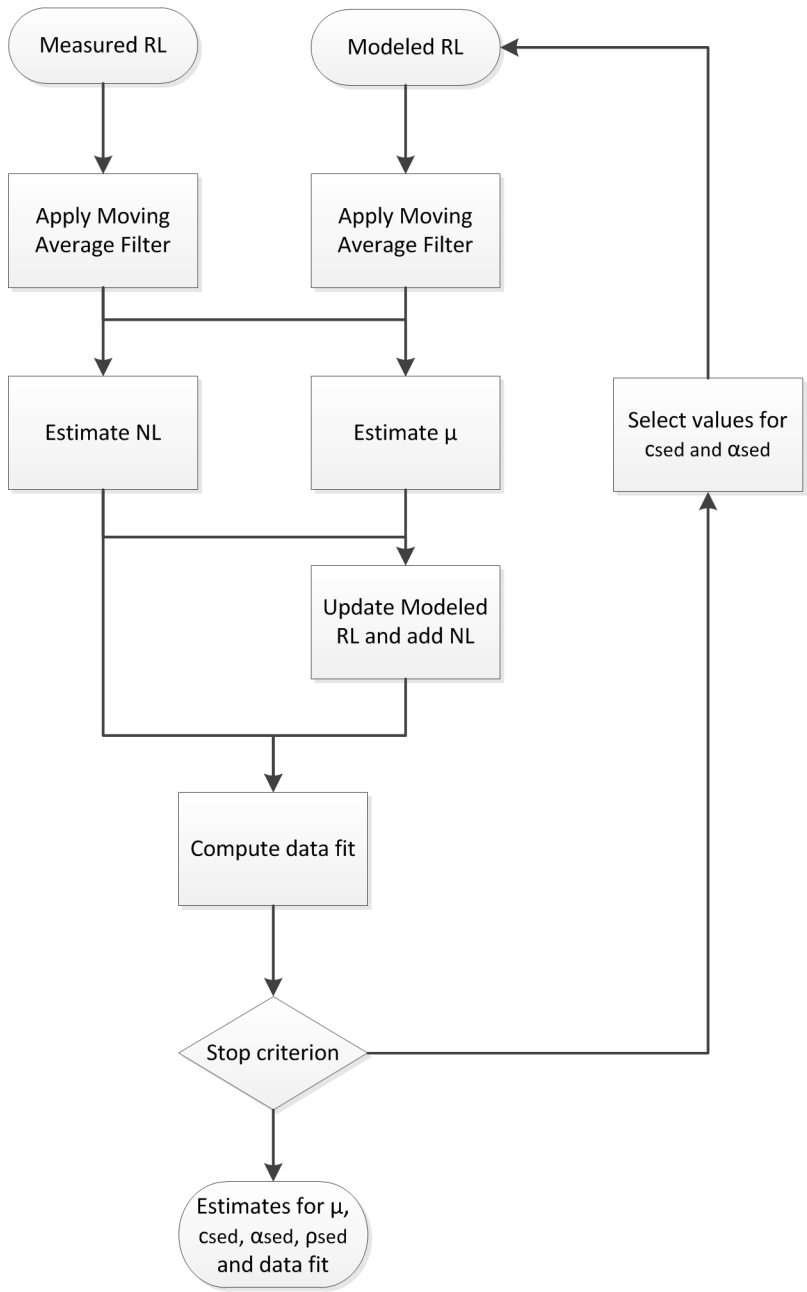 Measured RL
Modeled RL
Apply Moving
Average Filter
Apply Moving
Average Filter
Estimate NL
Estimate μ
Select values for
csed and αsed
Update Modeled
RL and add NL
Compute data fit
Stop criterion
Estimates for μ,
csed, αsed, ρsed
and data fit